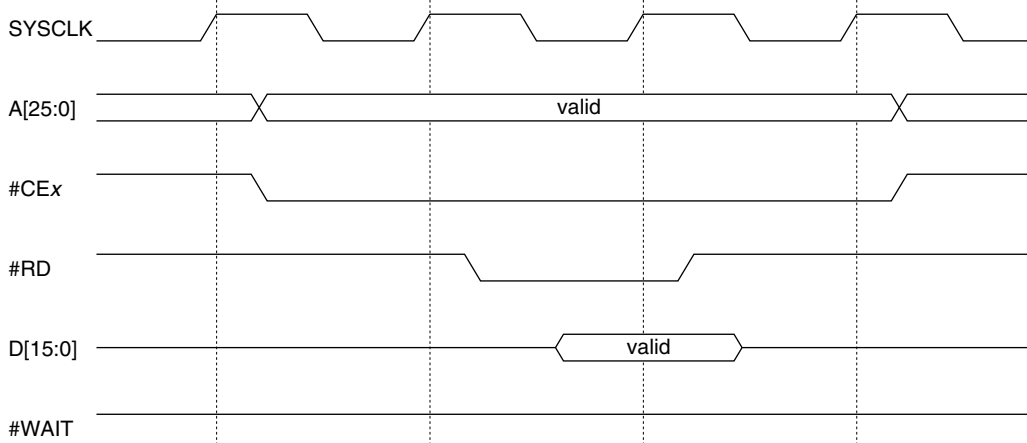 SYSCLK
A[25:0]
valid
#CEx
#RD
D[15:0]
valid
#WAIT